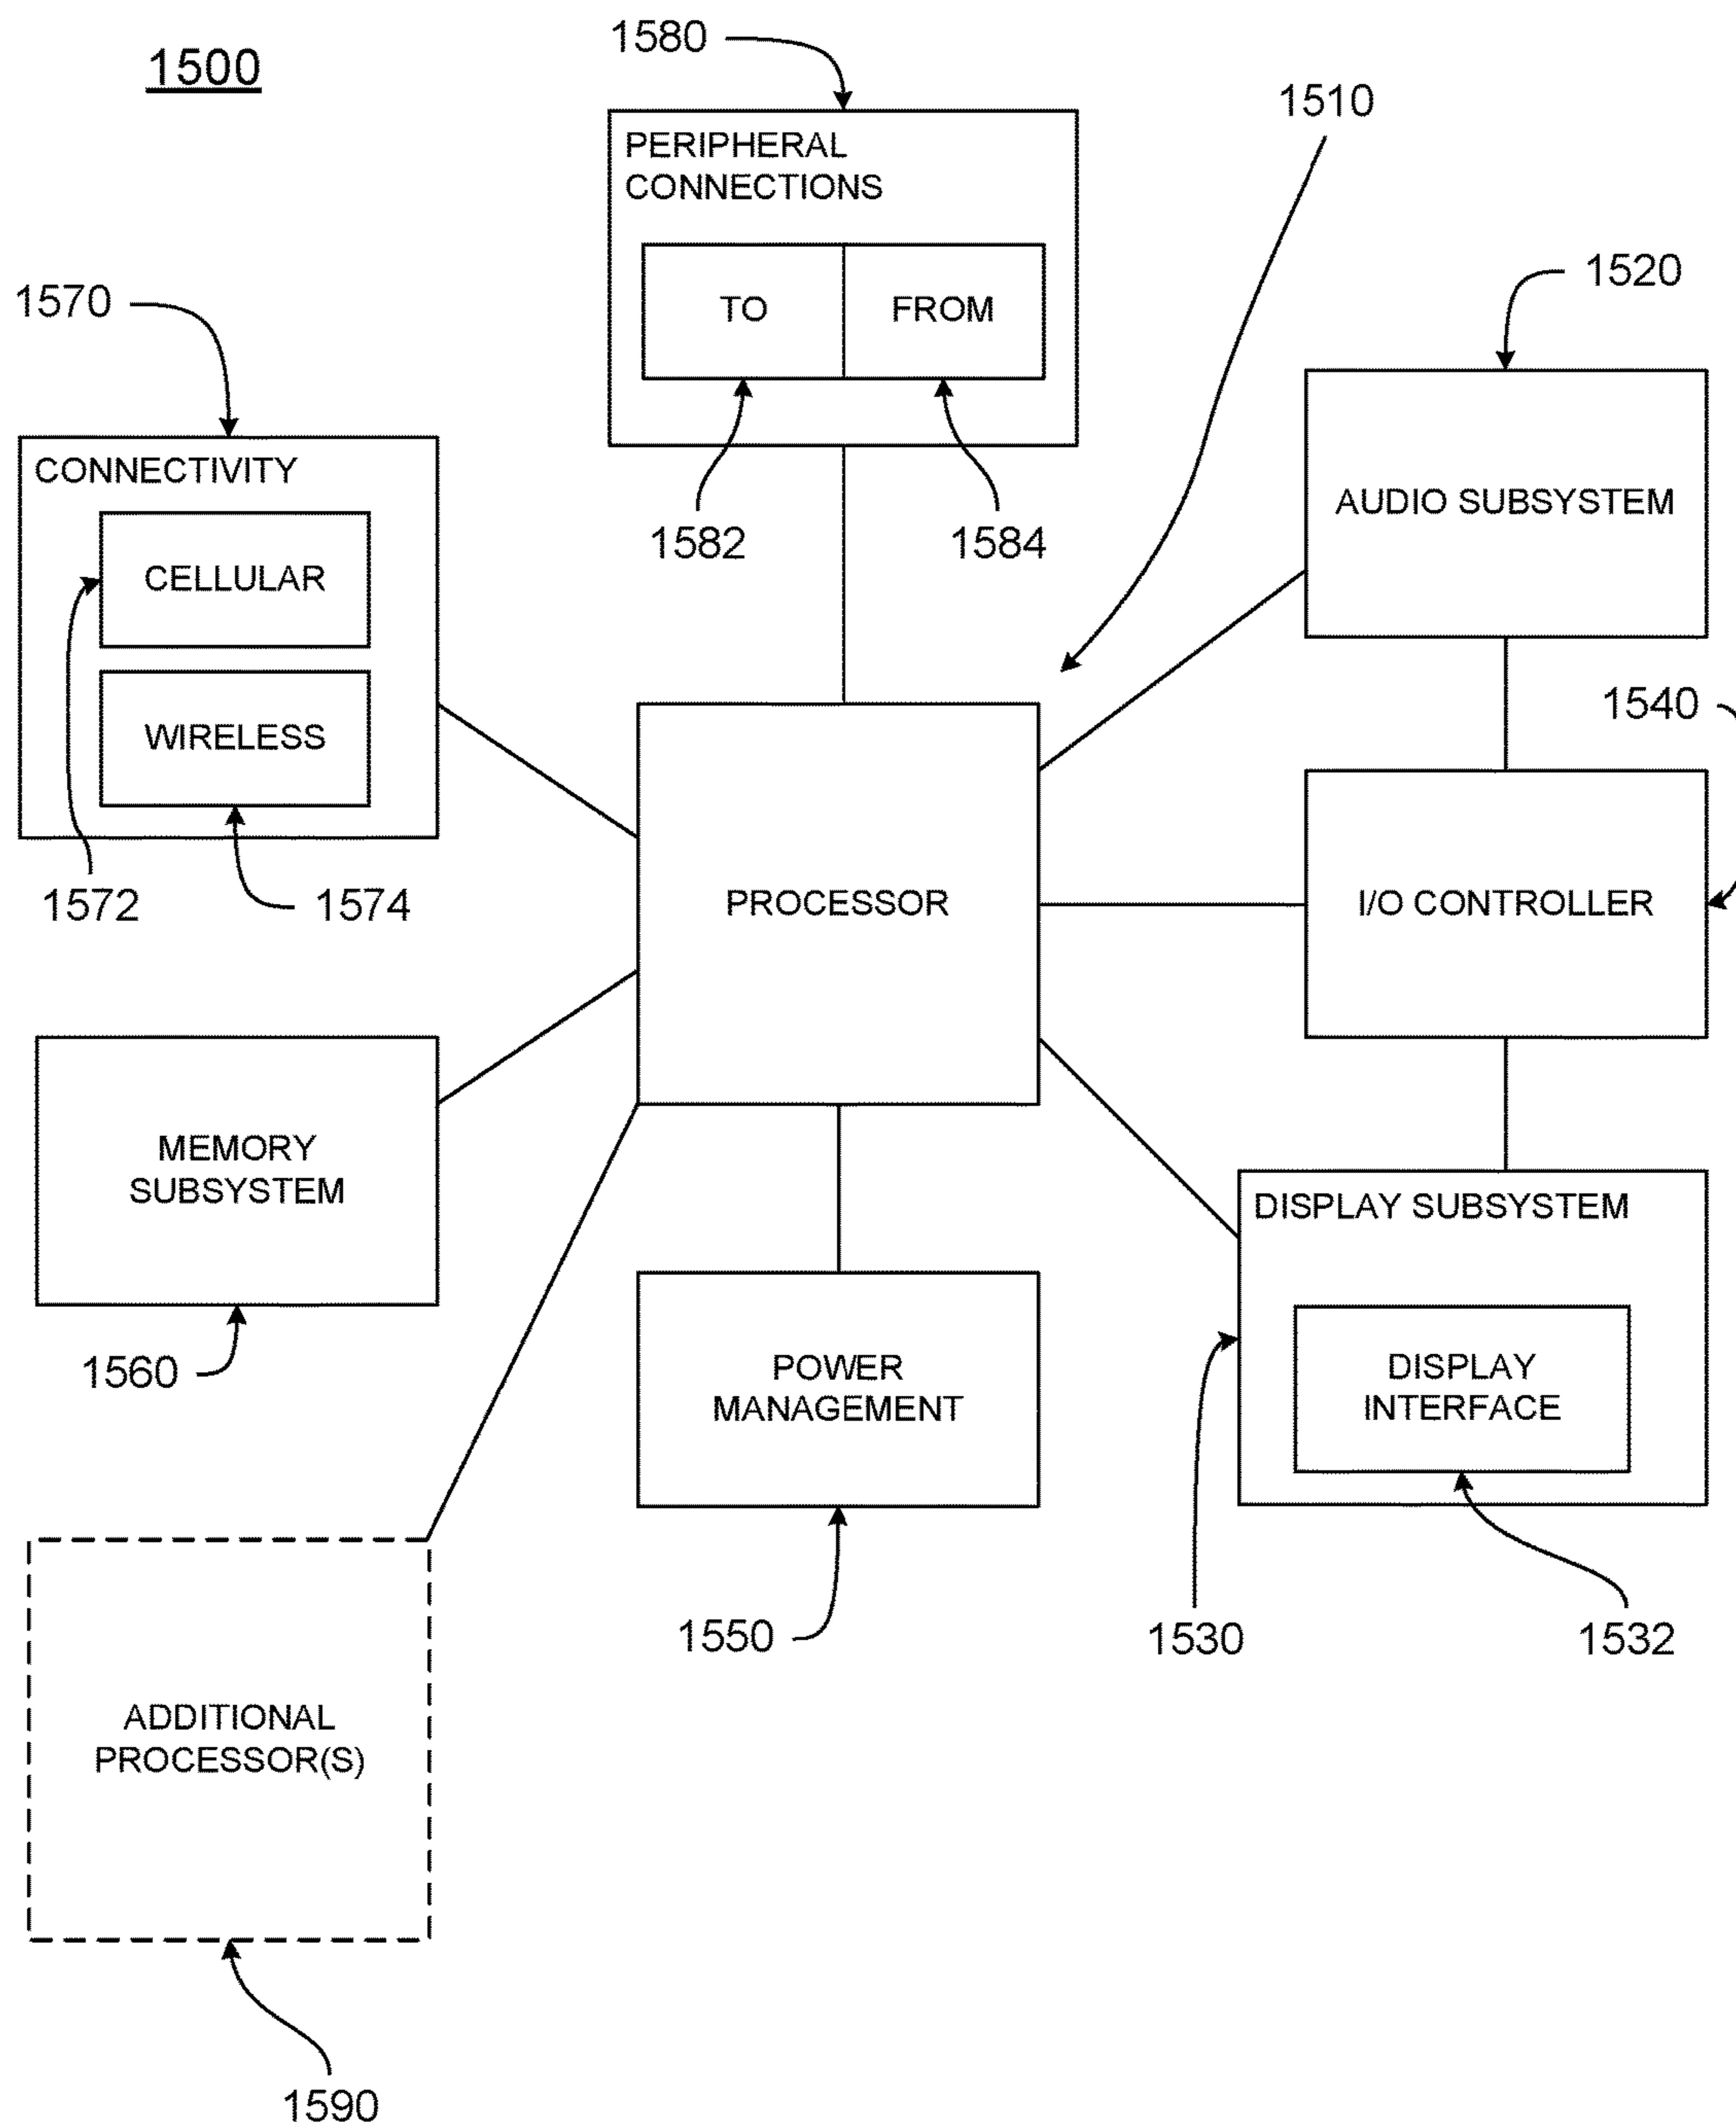 1500
1580
1510
PERIPHERAL
CONNECTIONS
TO
FROM
1582
1584
1520
AUDIO SUBSYSTEM
1570
CONNECTIVITY
CELLULAR
WIRELESS
1572
1574
1540
PROCESSOR
I/O CONTROLLER
MEMORY
SUBSYSTEM
1560
POWER
MANAGEMENT
1550
DISPLAY SUBSYSTEM
DISPLAY
INTERFACE
1530
1532
ADDITIONAL
PROCESSOR(S)
1590